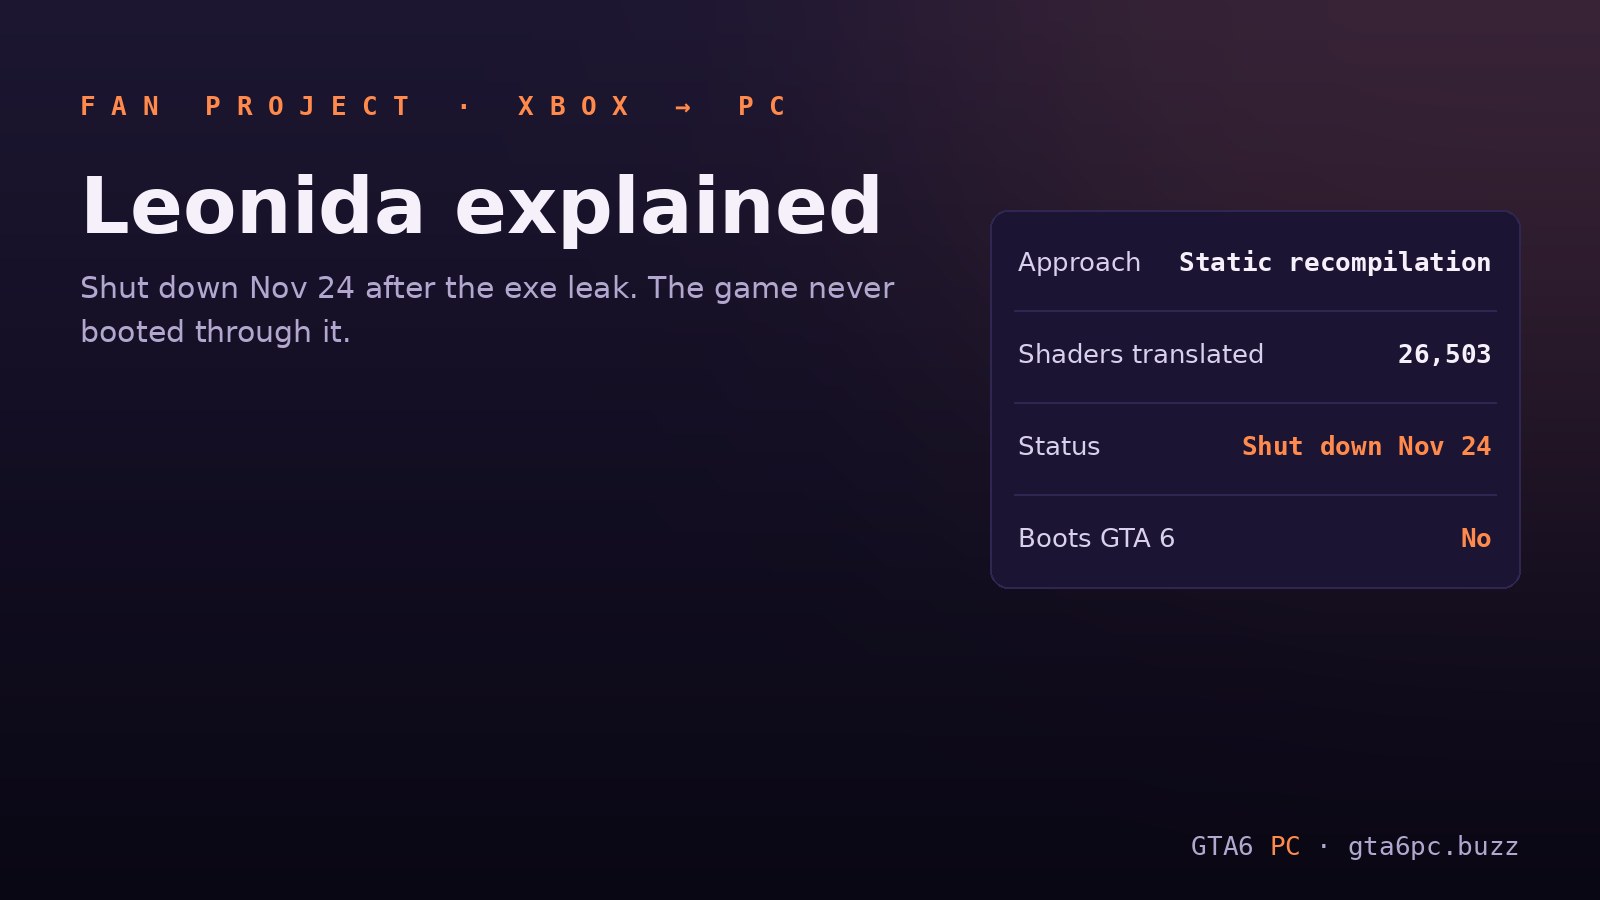 FAN PROJECT · XBOX → PC
Leonida explained
Shut down Nov 24 after the exe leak. The game never
booted through it.
Approach Static recompilation
Shaders translated 26,503
Status Shut down Nov 24
Boots GTA 6 No
GTA6 PC · gta6pc.buzz